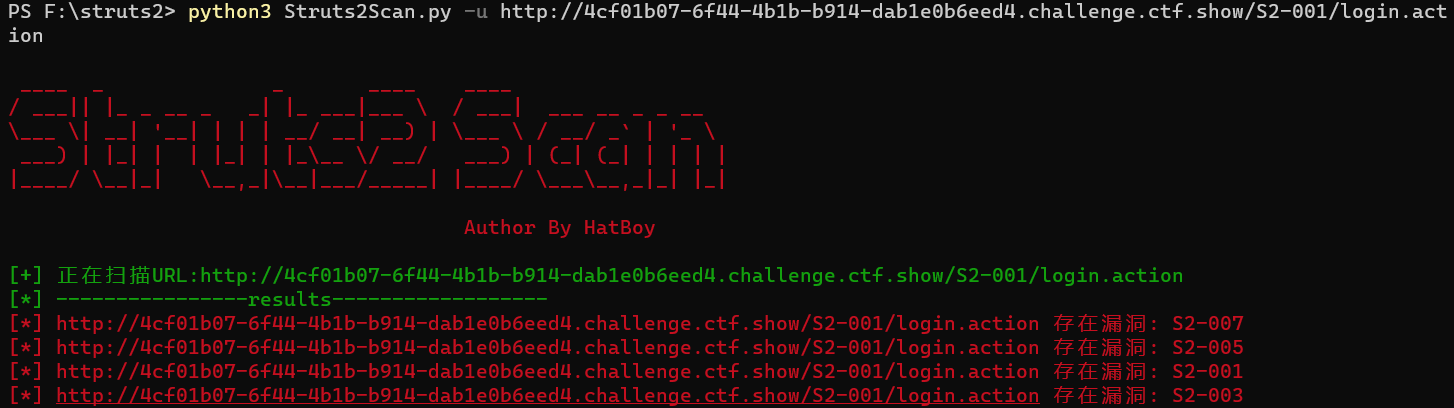 PS F:\struts2> python3 Struts2Scan.py -u http://4cf01b07-6f44-4b1b-b914-dab1e0b6eed4.challenge.ctf.show/S2-001/login.act
ion
Struts2 Scan
Author By HatBoy
[+] 正在扫描URL:http://4cf01b07-6f44-4b1b-b914-dab1e0b6eed4.challenge.ctf.show/S2-001/login.action
[*] ----------------results------------------
[*] http://4cf01b07-6f44-4b1b-b914-dab1e0b6eed4.challenge.ctf.show/S2-001/login.action 存在漏洞: S2-007
[*] http://4cf01b07-6f44-4b1b-b914-dab1e0b6eed4.challenge.ctf.show/S2-001/login.action 存在漏洞: S2-005
[*] http://4cf01b07-6f44-4b1b-b914-dab1e0b6eed4.challenge.ctf.show/S2-001/login.action 存在漏洞: S2-001
[*] http://4cf01b07-6f44-4b1b-b914-dab1e0b6eed4.challenge.ctf.show/S2-001/login.action 存在漏洞: S2-003